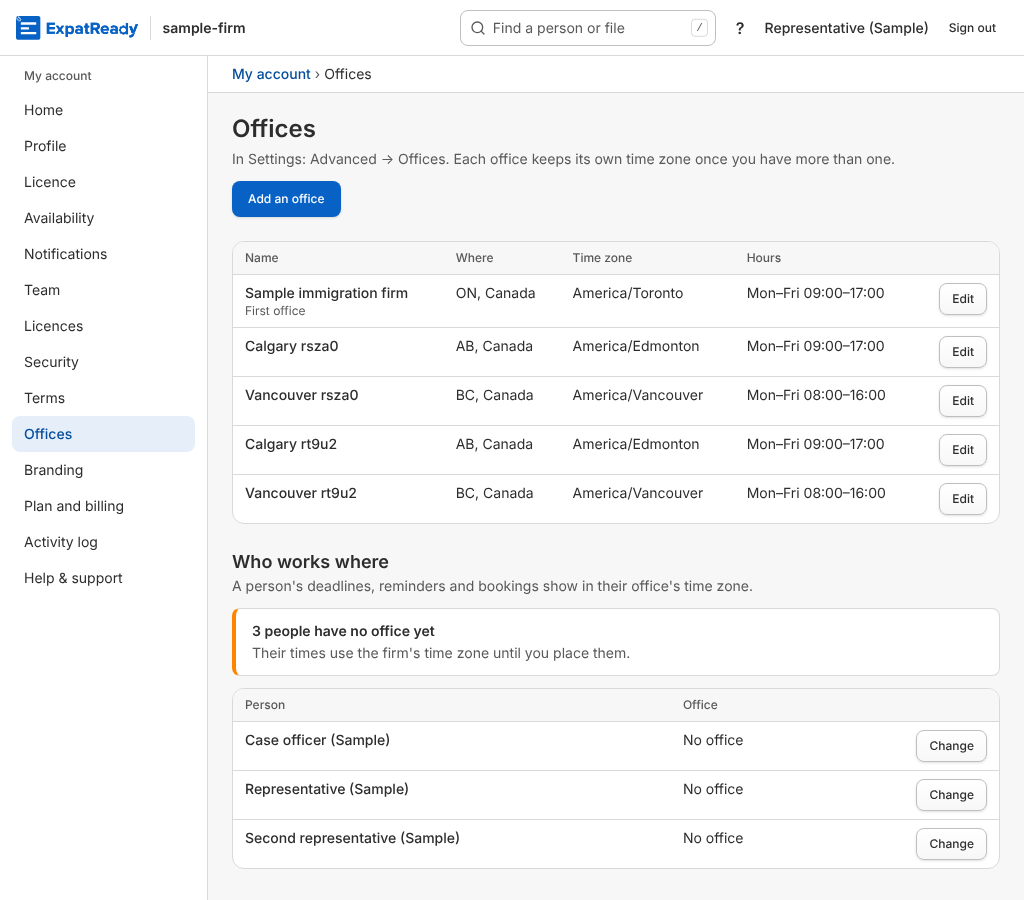 ExpatReady
sample-firm
Find a person or file
/
?
Representative (Sample)
Sign out
My account
Home
Profile
Licence
Availability
Notifications
Team
Licences
Security
Terms
Offices
Branding
Plan and billing
Activity log
Help & support
My account › Offices
Offices
In Settings: Advanced → Offices. Each office keeps its own time zone once you have more than one.
Add an office
Name Where Time zone Hours
Sample immigration firm ON, Canada America/Toronto Mon–Fri 09:00–17:00 Edit
First office
Calgary rsza0 AB, Canada America/Edmonton Mon–Fri 09:00–17:00 Edit
Vancouver rsza0 BC, Canada America/Vancouver Mon–Fri 08:00–16:00 Edit
Calgary rt9u2 AB, Canada America/Edmonton Mon–Fri 09:00–17:00 Edit
Vancouver rt9u2 BC, Canada America/Vancouver Mon–Fri 08:00–16:00 Edit
Who works where
A person's deadlines, reminders and bookings show in their office's time zone.
3 people have no office yet
Their times use the firm's time zone until you place them.
Person Office
Case officer (Sample) No office Change
Representative (Sample) No office Change
Second representative (Sample) No office Change